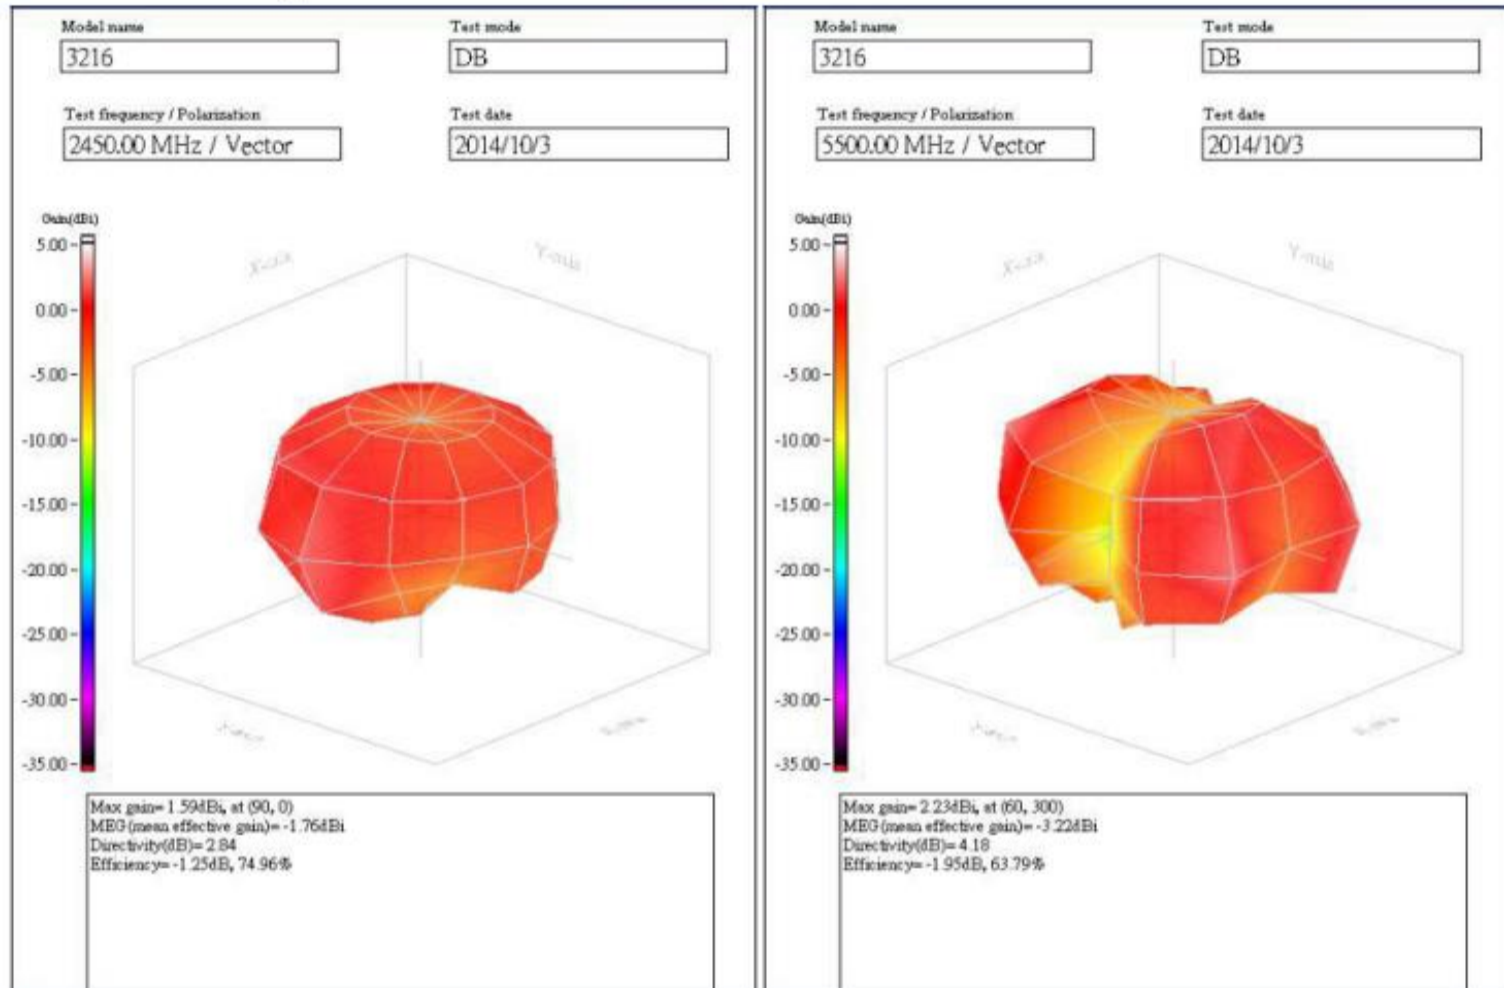 Model name
3216
Test mode
DB
Test frequency / Polarization
2450.00 MHz / Vector
Test date
2014/10/3
Gain(dBi)
5.00
0.00
-5.00
-10.00
-15.00
-20.00
-25.00
-30.00
-35.00
X-axis
Y-axis
Max gain= 1.59dBi, at (90, 0)
MEG(mean effective gain)= -1.76dBi
Directivity(dB)= 2.84
Efficiency= -1.25dB, 74.96%
Model name
3216
Test mode
DB
Test frequency / Polarization
5500.00 MHz / Vector
Test date
2014/10/3
Gain(dBi)
5.00
0.00
-5.00
-10.00
-15.00
-20.00
-25.00
-30.00
-35.00
X-axis
Y-axis
Max gain= 2.23dBi, at (60, 300)
MEG(mean effective gain)= -3.22dBi
Directivity(dB)= 4.18
Efficiency= -1.95dB, 63.79%